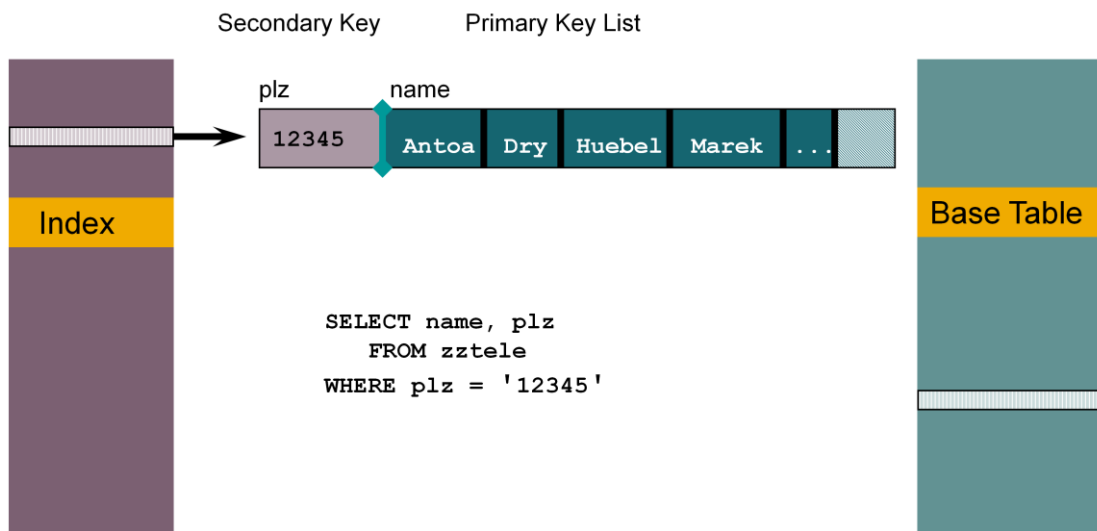 Secondary Key Primary Key List
plz name
12345 Antoa Dry Huebel Marek ...
Index
Base Table
SELECT name, plz
FROM zztele
WHERE plz = '12345'